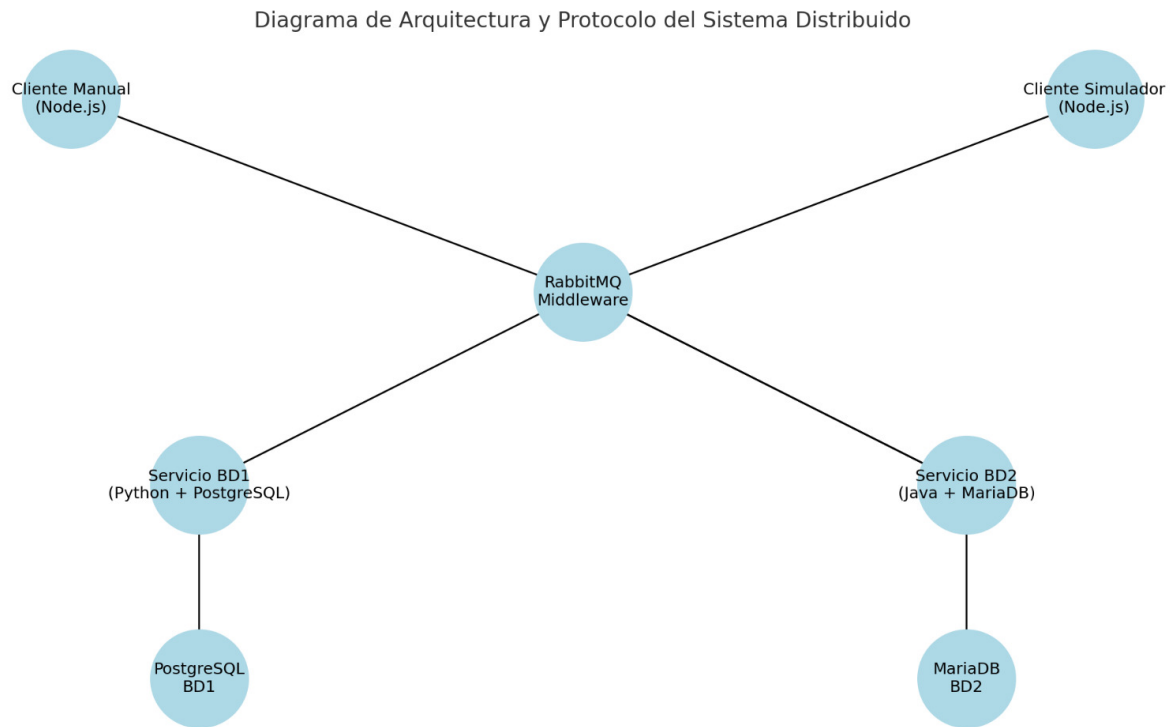 Diagrama de Arquitectura y Protocolo del Sistema Distribuido
Cliente Manual
(Node.js)
Cliente Simulador
(Node.js)
RabbitMQ
Middleware
Servicio BD1
(Python + PostgreSQL)
Servicio BD2
(Java + MariaDB)
PostgreSQL
BD1
MariaDB
BD2